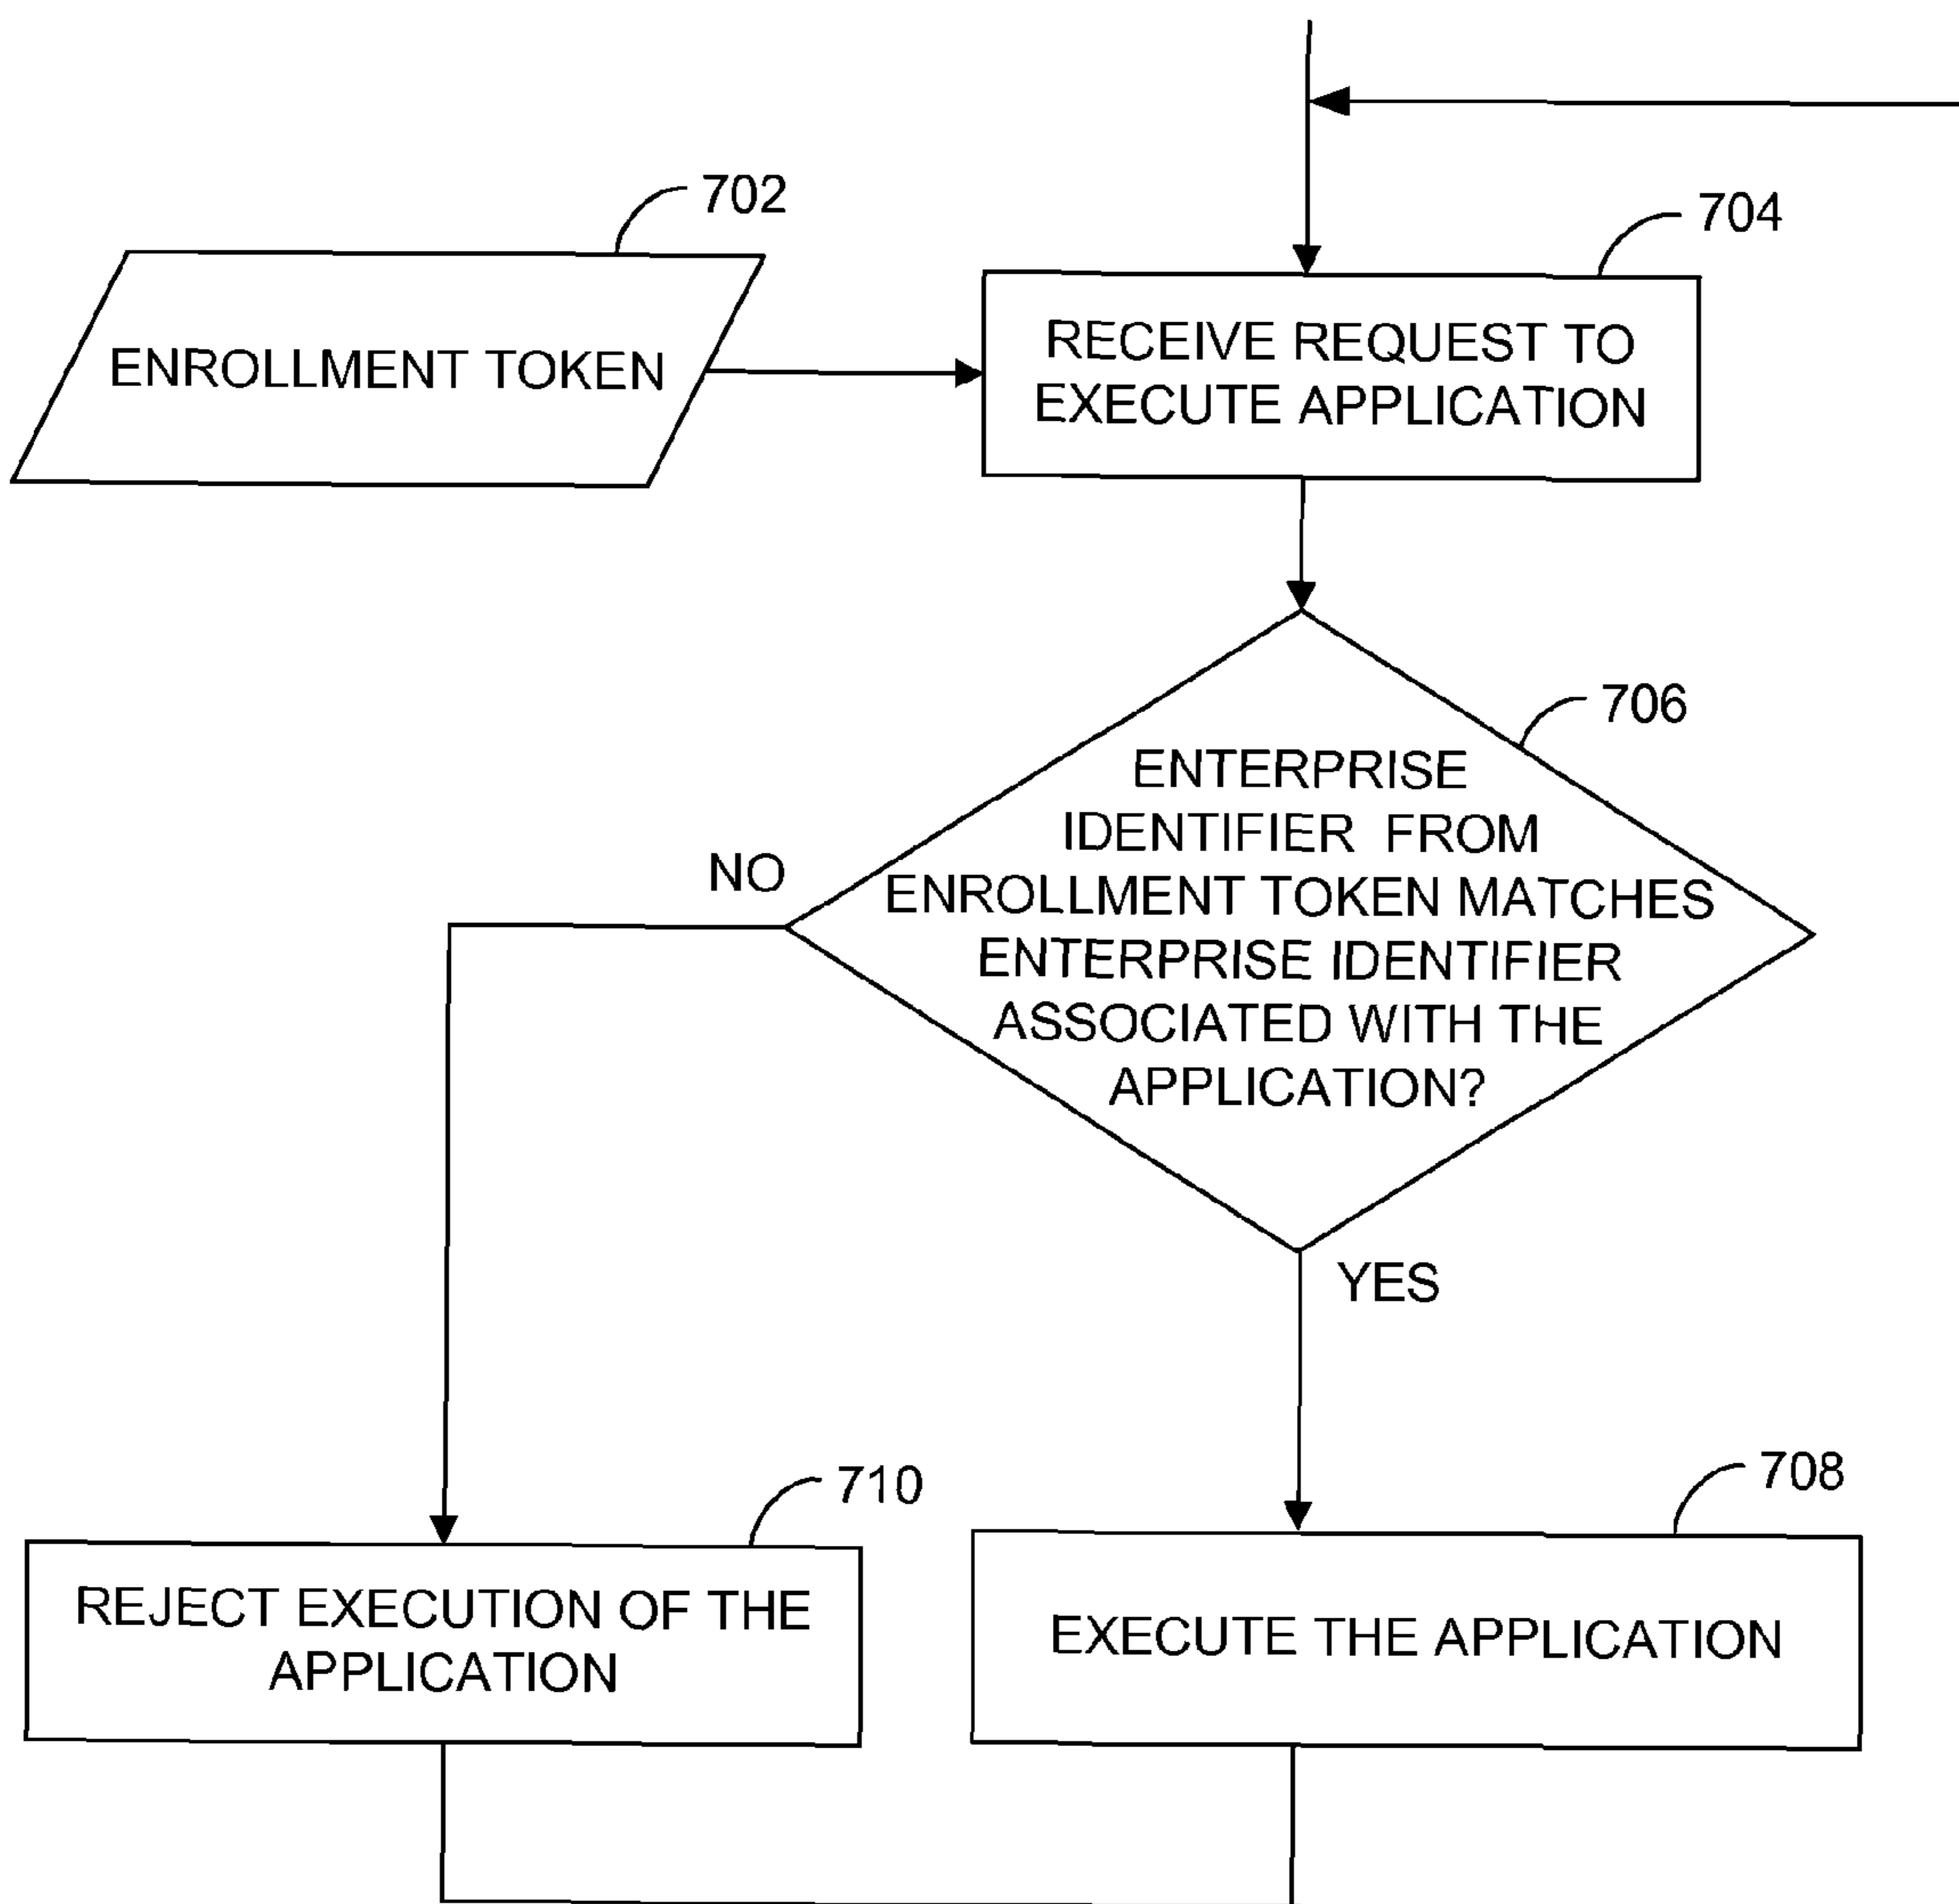 702
704
ENROLLMENT TOKEN
RECEIVE REQUEST TO
EXECUTE APPLICATION
706
ENTERPRISE
IDENTIFIER FROM
ENROLLMENT TOKEN MATCHES
ENTERPRISE IDENTIFIER
ASSOCIATED WITH THE
APPLICATION?
NO
YES
710
708
REJECT EXECUTION OF THE
APPLICATION
EXECUTE THE APPLICATION